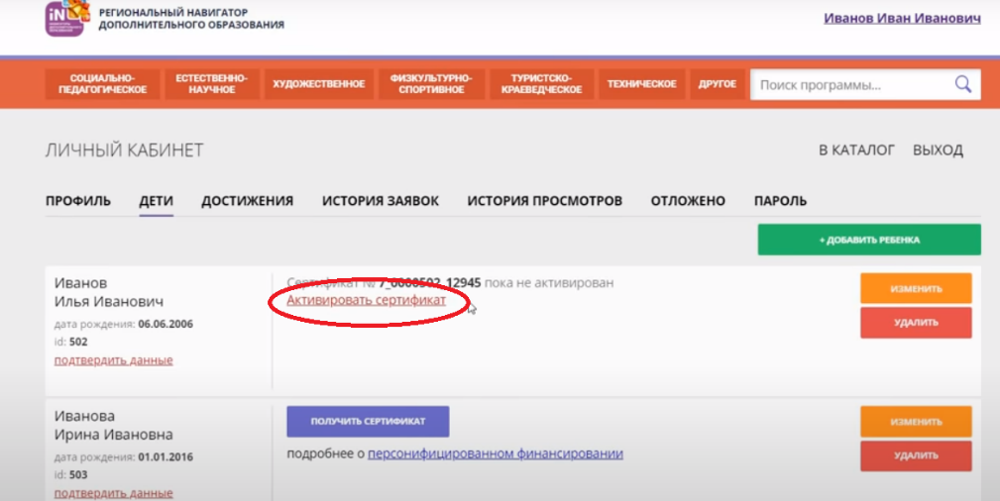 iN
РЕГИОНАЛЬНЫЙ НАВИГАТОР
ДОПОЛНИТЕЛЬНОГО ОБРАЗОВАНИЯ
Иванов Иван Иванович
СОЦИАЛЬНО-
ПЕДАГОГИЧЕСКОЕ
ЕСТЕСТВЕННО-
НАУЧНОЕ
ХУДОЖЕСТВЕННОЕ
ФИЗКУЛЬТУРНО-
СПОРТИВНОЕ
ТУРИСТСКО-
КРАЕВЕДЧЕСКОЕ
ТЕХНИЧЕСКОЕ
ДРУГОЕ
Поиск программы...
ЛИЧНЫЙ КАБИНЕТ
В КАТАЛОГ ВЫХОД
ПРОФИЛЬ ДЕТИ ДОСТИЖЕНИЯ ИСТОРИЯ ЗАЯВОК ИСТОРИЯ ПРОСМОТРОВ ОТЛОЖЕНО ПАРОЛЬ
+ ДОБАВИТЬ РЕБЕНКА
Иванов
Илья Иванович
дата рождения: 06.06.2006
id: 502
подтвердить данные
Сертификат № 7_0000502_12945 пока не активирован
Активировать сертификат
ИЗМЕНИТЬ
УДАЛИТЬ
Иванова
Ирина Ивановна
дата рождения: 01.01.2016
id: 503
подтвердить данные
ПОЛУЧИТЬ СЕРТИФИКАТ
подробнее о персонифицированном финансировании
ИЗМЕНИТЬ
УДАЛИТЬ